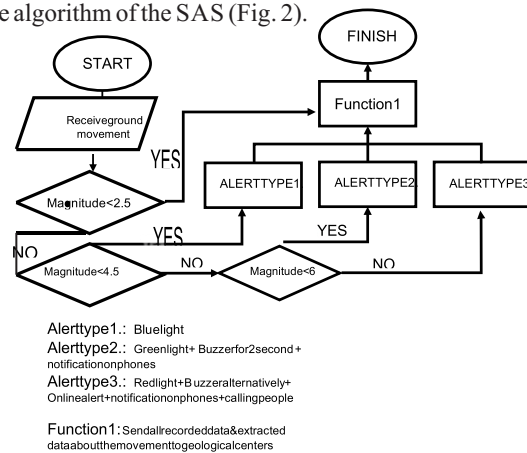 e algorithm of the SAS (Fig. 2).
FINISH
START
Function1
Receiveground
movement
YES
ALERTTYPE1
ALERTTYPE2
ALERTTYPE3
Magnitude<2.5
YES
YES
NO
Magnitude<4.5
NO
Magnitude<6
NO
Alerttype1.: Bluelight
Alerttype2.: Greenlight+ Buzzerfor2second+
notificationonphones
Alerttype3.: Redlight+Buzzeralternatively+
Onlinealert+notificationonphones+callingpeople
Function1:Sendallrecordeddata&extracted
dataaboutthemovementtogeologicalcenters